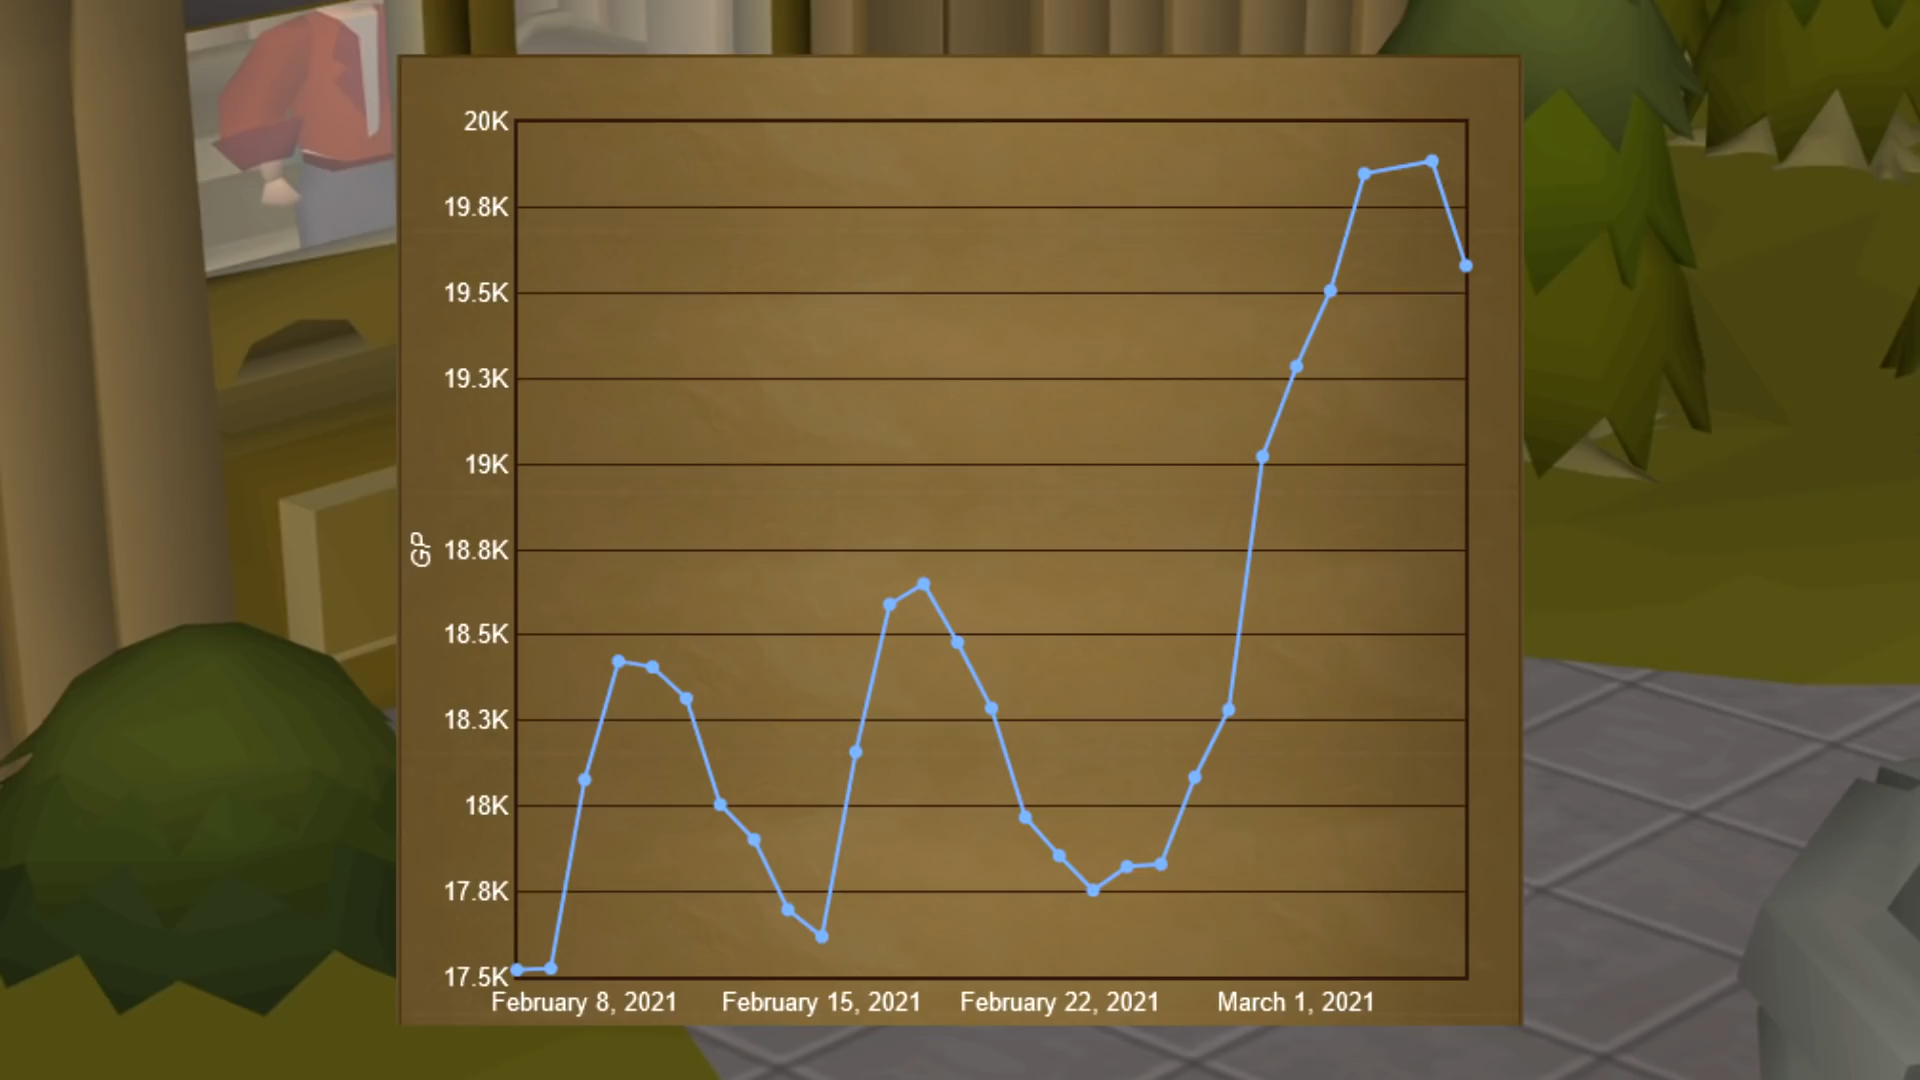 20K
19.8K
19.5K
19.3K
19K
GP
18.8K
18.5K
18.3K
18K
17.8K
17.5K
February 8, 2021 February 15, 2021 February 22, 2021 March 1, 2021